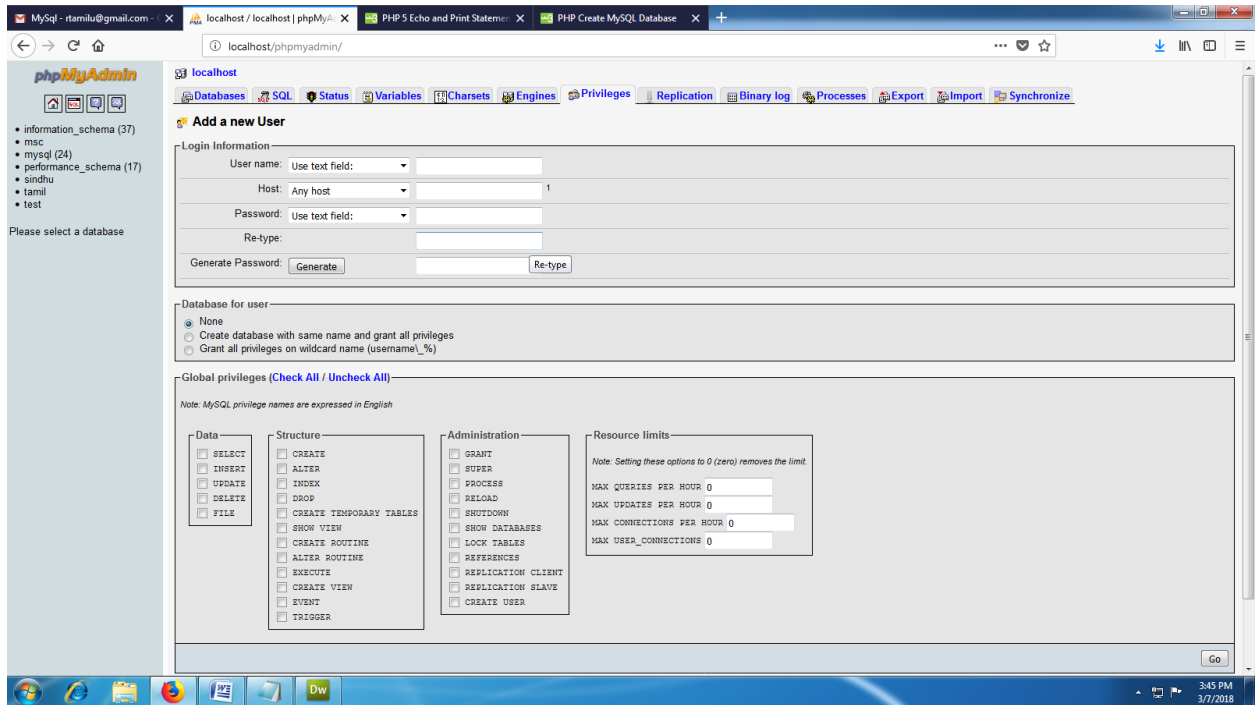 MySql - rtamilu@gmail.com -
localhost / localhost | phpMyA
PHP 5 Echo and Print Statemen
PHP Create MySQL Database
localhost/phpmyadmin/
phpMyAdmin
localhost
Databases SQL Status Variables Charsets Engines Privileges Replication Binary log Processes Export Import Synchronize
information_schema (37)
msc
mysql (24)
performance_schema (17)
sindhu
tamil
test
Please select a database
Add a new User
Login Information
User name: Use text field:
Host: Any host 1
Password: Use text field:
Re-type:
Generate Password: Generate
Re-type
Database for user
None
Create database with same name and grant all privileges
Grant all privileges on wildcard name (username\_%)
Global privileges (Check All / Uncheck All)
Note: MySQL privilege names are expressed in English
Data
SELECT
INSERT
UPDATE
DELETE
FILE
Structure
CREATE
ALTER
INDEX
DROP
CREATE TEMPORARY TABLES
SHOW VIEW
CREATE ROUTINE
ALTER ROUTINE
EXECUTE
CREATE VIEW
EVENT
TRIGGER
Administration
GRANT
SUPER
PROCESS
RELOAD
SHUTDOWN
SHOW DATABASES
LOCK TABLES
REFERENCES
REPLICATION CLIENT
REPLICATION SLAVE
CREATE USER
Resource limits
Note: Setting these options to 0 (zero) removes the limit.
MAX QUERIES PER HOUR 0
MAX UPDATES PER HOUR 0
MAX CONNECTIONS PER HOUR 0
MAX USER_CONNECTIONS 0
Go
Dw
3:45 PM
3/7/2018